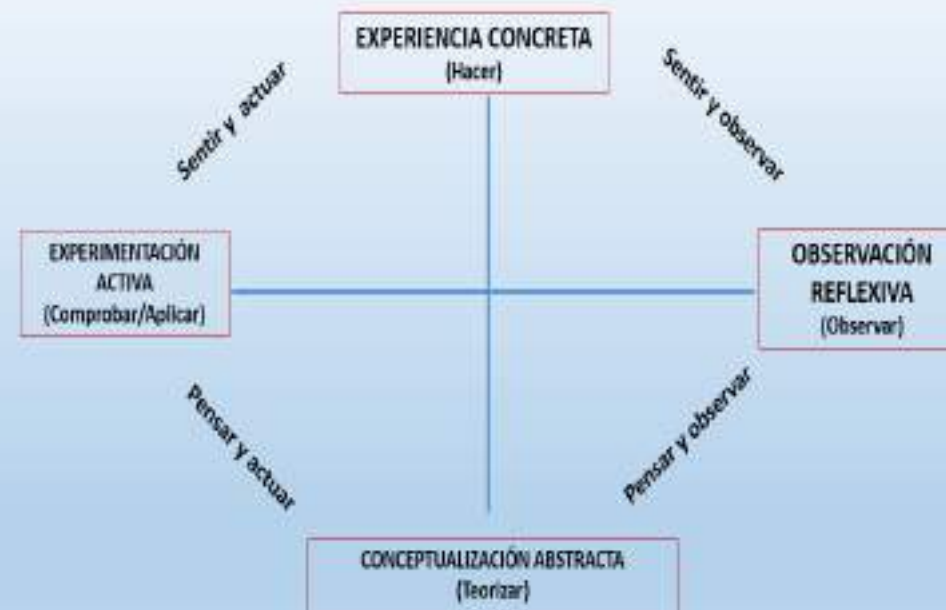 EXPERIENCIA CONCRETA
(Hacer)
Sentir y actuar
Sentir y observar
EXPERIMENTACIÓN
ACTIVA
(Comprobar/Aplicar)
OBSERVACIÓN
REFLEXIVA
(Observar)
Pensar y actuar
Pensar y observar
CONCEPTUALIZACIÓN ABSTRACTA
(Teorizar)